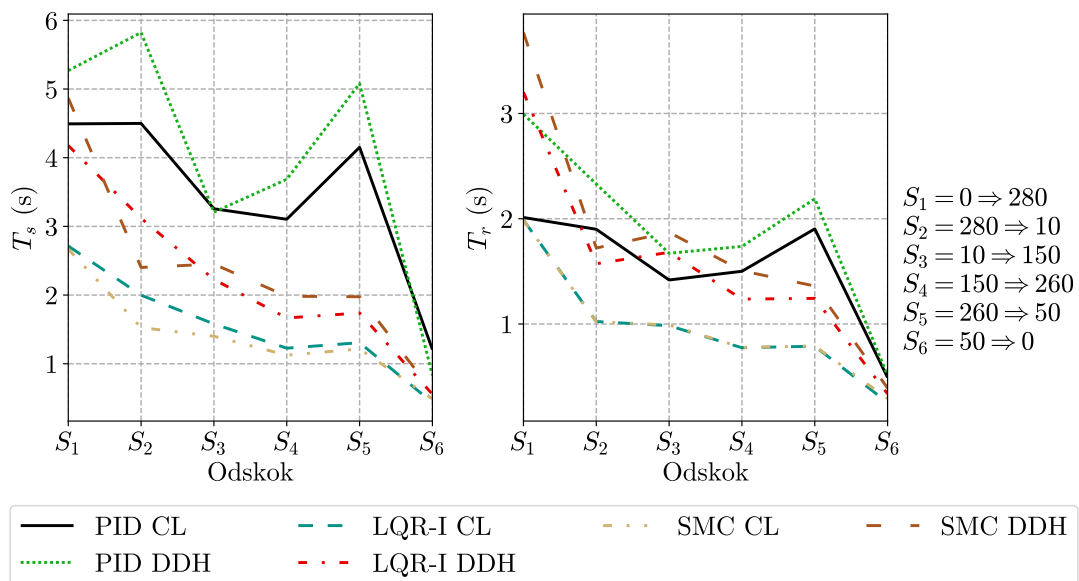 6
5
4
3
2
1
T_s (s)
S_1 S_2 S_3 S_4 S_5 S_6
Odskok
3
2
1
T_r (s)
S_1 S_2 S_3 S_4 S_5 S_6
Odskok
S_1 = 0 ⇒ 280
S_2 = 280 ⇒ 10
S_3 = 10 ⇒ 150
S_4 = 150 ⇒ 260
S_5 = 260 ⇒ 50
S_6 = 50 ⇒ 0
PID CL LQR-I CL SMC CL SMC DDH
PID DDH LQR-I DDH